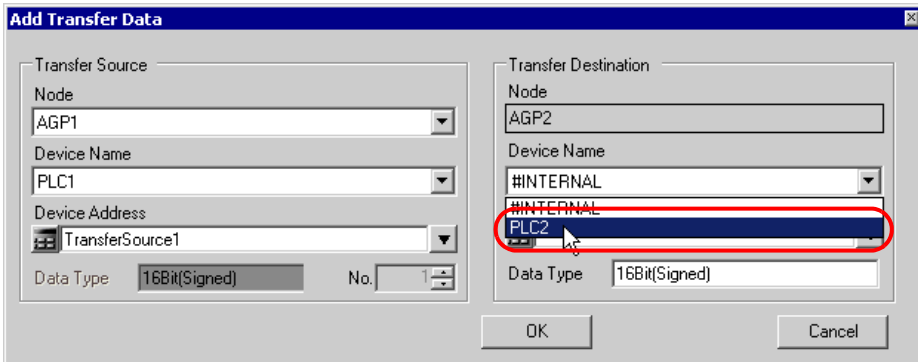 Add Transfer Data
Transfer Source
Node
AGP1
Device Name
PLC1
Device Address
TransferSource1
Data Type 16Bit(Signed) No. 1
Transfer Destination
Node
AGP2
Device Name
#INTERNAL
#INTERNAL
PLC2
Data Type 16Bit(Signed)
OK Cancel